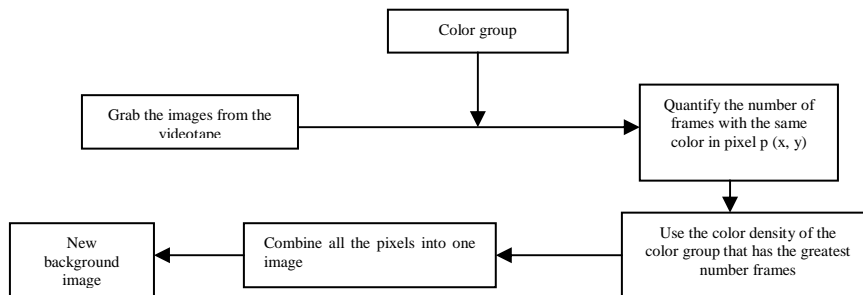 Color group
Grab the images from the
videotape
Quantify the number of
frames with the same
color in pixel p (x, y)
Use the color density of the
color group that has the greatest
number frames
Combine all the pixels into one
image
New
background
image